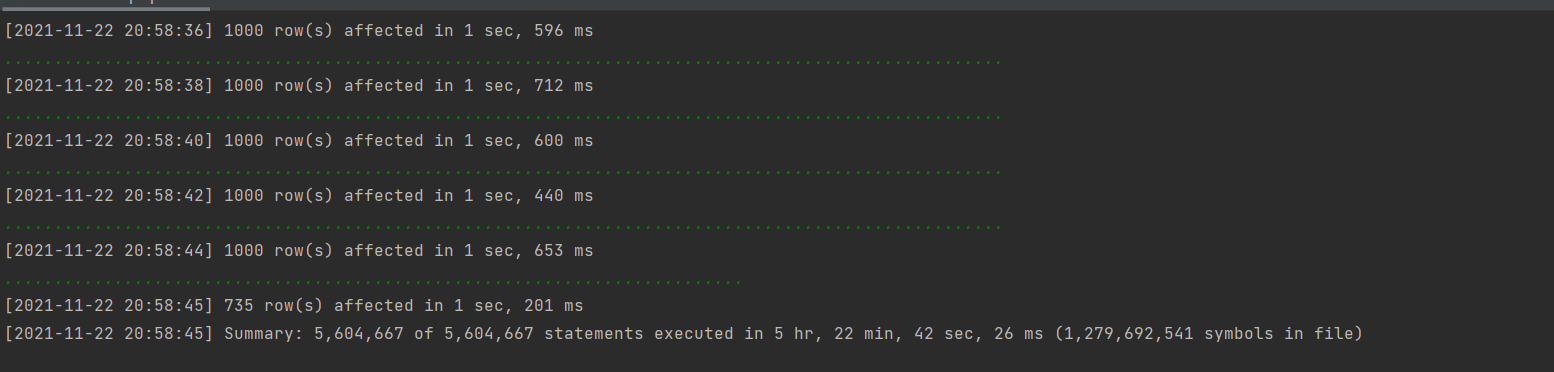 [2021-11-22 20:58:36] 1000 row(s) affected in 1 sec, 596 ms
....................................................................................................
[2021-11-22 20:58:38] 1000 row(s) affected in 1 sec, 712 ms
....................................................................................................
[2021-11-22 20:58:40] 1000 row(s) affected in 1 sec, 600 ms
....................................................................................................
[2021-11-22 20:58:42] 1000 row(s) affected in 1 sec, 440 ms
....................................................................................................
[2021-11-22 20:58:44] 1000 row(s) affected in 1 sec, 653 ms
..........................................................................
[2021-11-22 20:58:45] 735 row(s) affected in 1 sec, 201 ms
[2021-11-22 20:58:45] Summary: 5,604,667 of 5,604,667 statements executed in 5 hr, 22 min, 42 sec, 26 ms (1,279,692,541 symbols in file)